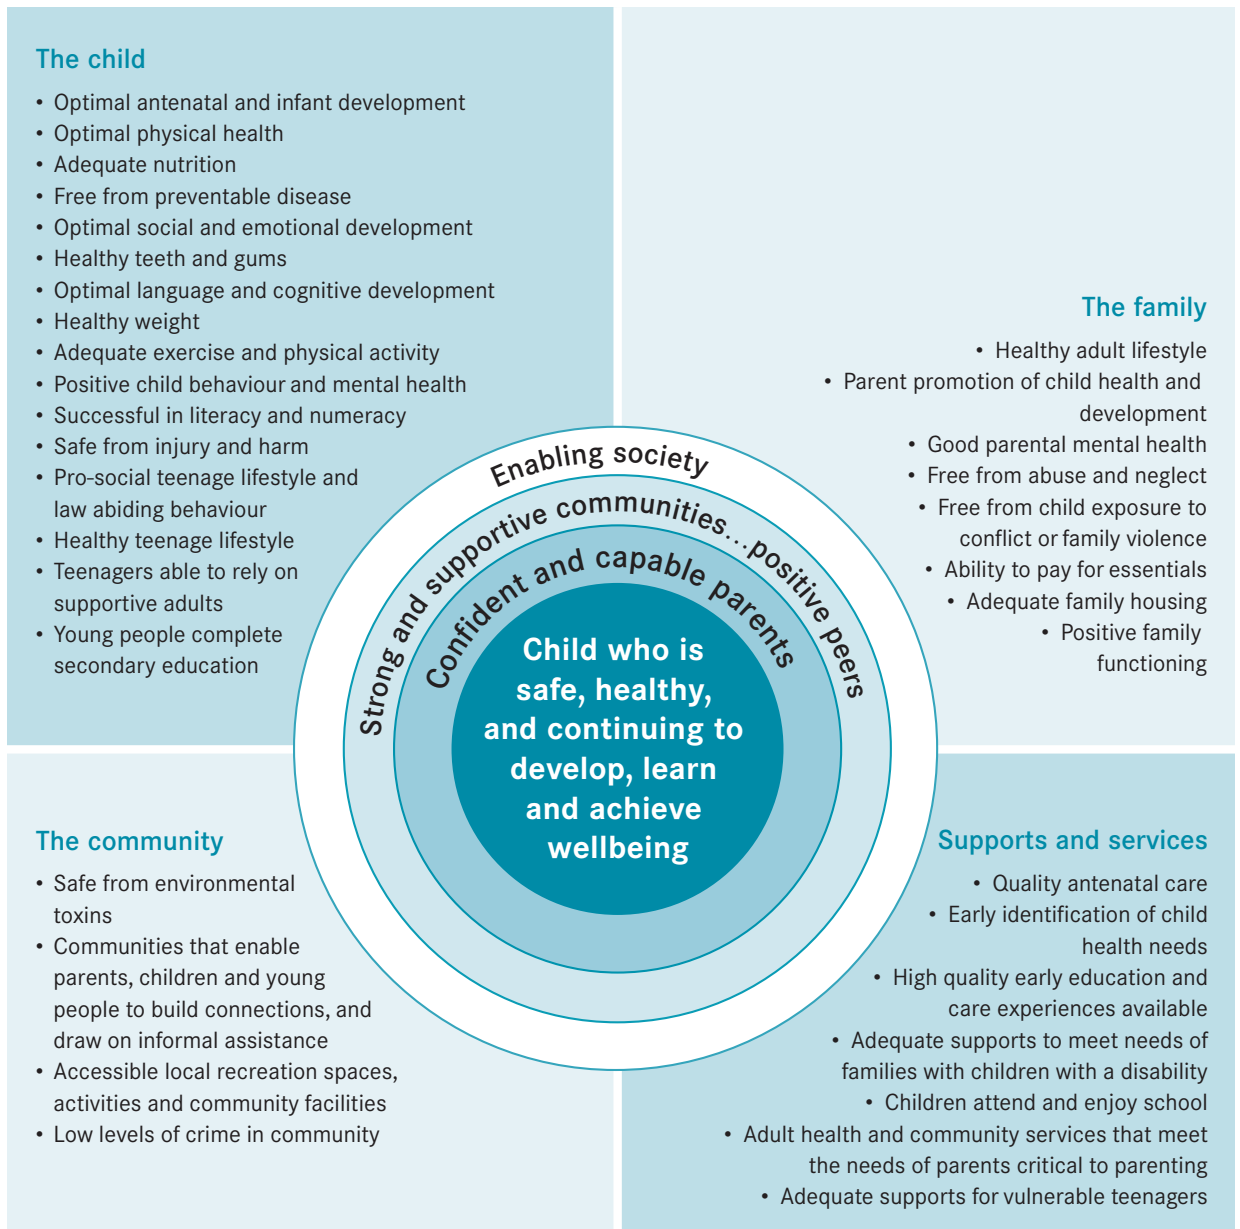 The child
• Optimal antenatal and infant development
• Optimal physical health
• Adequate nutrition
• Free from preventable disease
• Optimal social and emotional development
• Healthy teeth and gums
• Optimal language and cognitive development
• Healthy weight
• Adequate exercise and physical activity
• Positive child behaviour and mental health
• Successful in literacy and numeracy
• Safe from injury and harm
• Pro-social teenage lifestyle and
law abiding behaviour
• Healthy teenage lifestyle
• Teenagers able to rely on
supportive adults
• Young people complete
secondary education
The family
• Healthy adult lifestyle
• Parent promotion of child health and
development
• Good parental mental health
• Free from abuse and neglect
• Free from child exposure to
conflict or family violence
• Ability to pay for essentials
• Adequate family housing
• Positive family
functioning
Enabling society
Strong and supportive communities...positive peers
Confident and capable parents
Child who is
safe, healthy,
and continuing to
develop, learn
and achieve
wellbeing
The community
• Safe from environmental
toxins
• Communities that enable
parents, children and young
people to build connections, and
draw on informal assistance
• Accessible local recreation spaces,
activities and community facilities
• Low levels of crime in community
Supports and services
• Quality antenatal care
• Early identification of child
health needs
• High quality early education and
care experiences available
• Adequate supports to meet needs of
families with children with a disability
• Children attend and enjoy school
• Adult health and community services that meet
the needs of parents critical to parenting
• Adequate supports for vulnerable teenagers